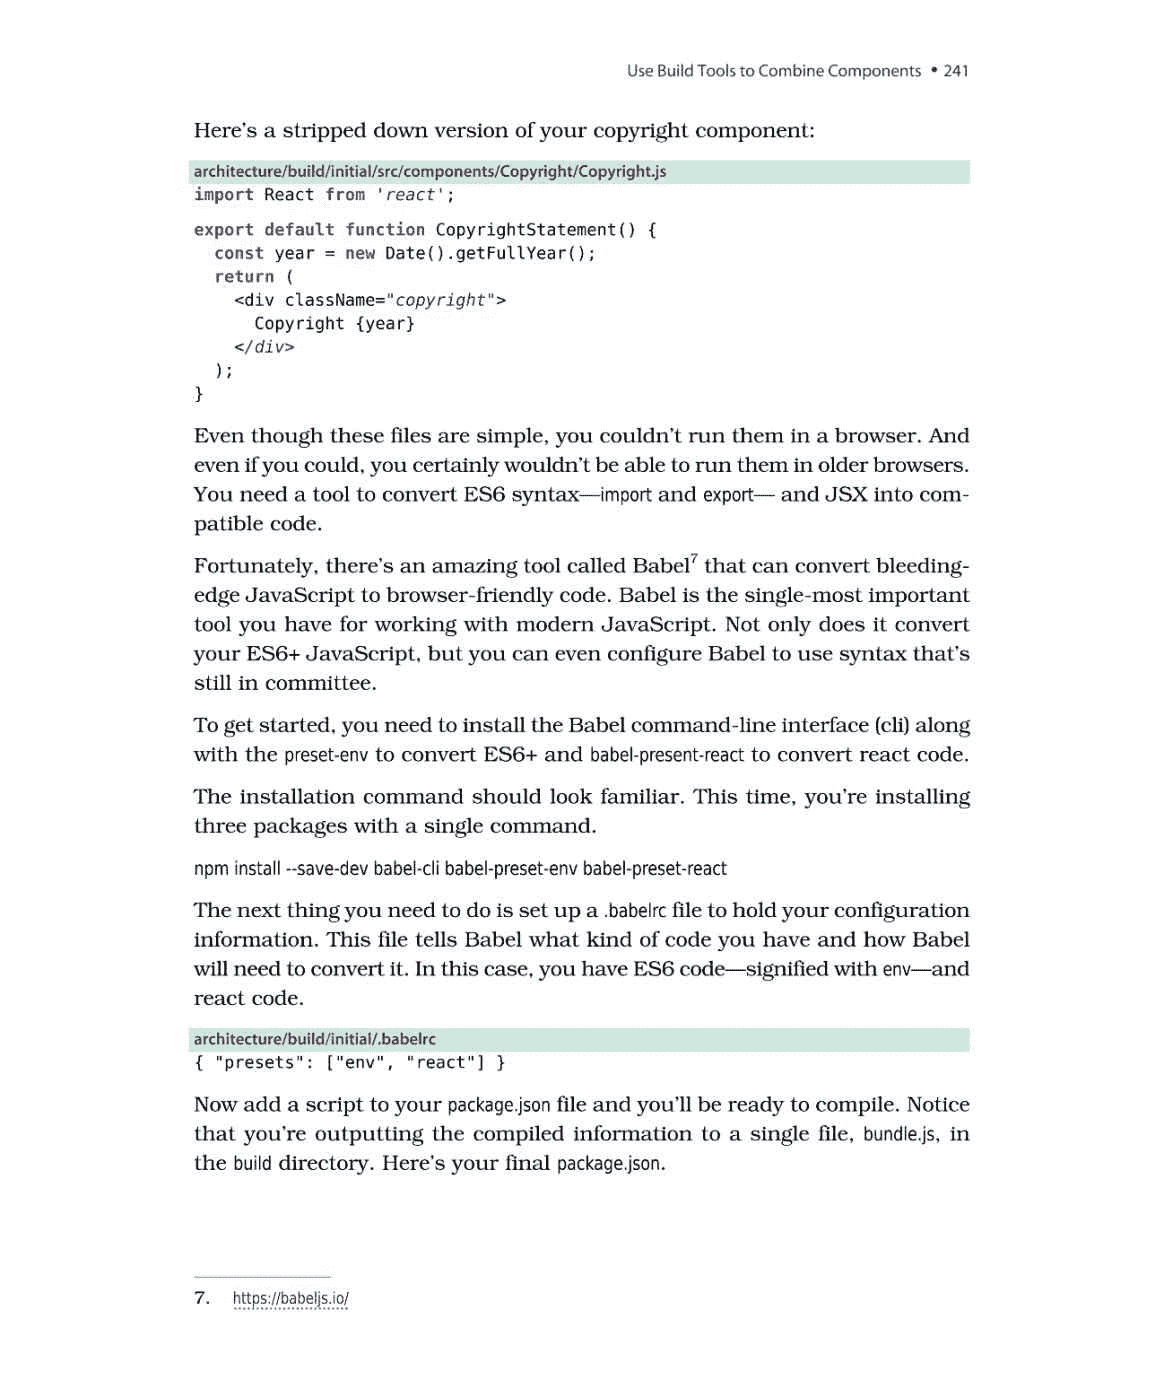 Use Build Tools to Combine Components • 241
Here's a stripped down version of your copyright component:
architecture/build/initial/src/components/Copyright/Copyright.js
import React from 'react';
export default function CopyrightStatement() {
  const year = new Date().getFullYear();
  return (
    <div className="copyright">
      Copyright {year}
    </div>
  );
}
Even though these files are simple, you couldn't run them in a browser. And
even if you could, you certainly wouldn't be able to run them in older browsers.
You need a tool to convert ES6 syntax—import and export— and JSX into com-
patible code.
Fortunately, there's an amazing tool called Babel7 that can convert bleeding-
edge JavaScript to browser-friendly code. Babel is the single-most important
tool you have for working with modern JavaScript. Not only does it convert
your ES6+ JavaScript, but you can even configure Babel to use syntax that's
still in committee.
To get started, you need to install the Babel command-line interface (cli) along
with the preset-env to convert ES6+ and babel-present-react to convert react code.
The installation command should look familiar. This time, you're installing
three packages with a single command.
npm install --save-dev babel-cli babel-preset-env babel-preset-react
The next thing you need to do is set up a .babelrc file to hold your configuration
information. This file tells Babel what kind of code you have and how Babel
will need to convert it. In this case, you have ES6 code—signified with env—and
react code.
architecture/build/initial/.babelrc
{ "presets": ["env", "react"] }
Now add a script to your package.json file and you'll be ready to compile. Notice
that you're outputting the compiled information to a single file, bundle.js, in
the build directory. Here's your final package.json.
7. https://babeljs.io/